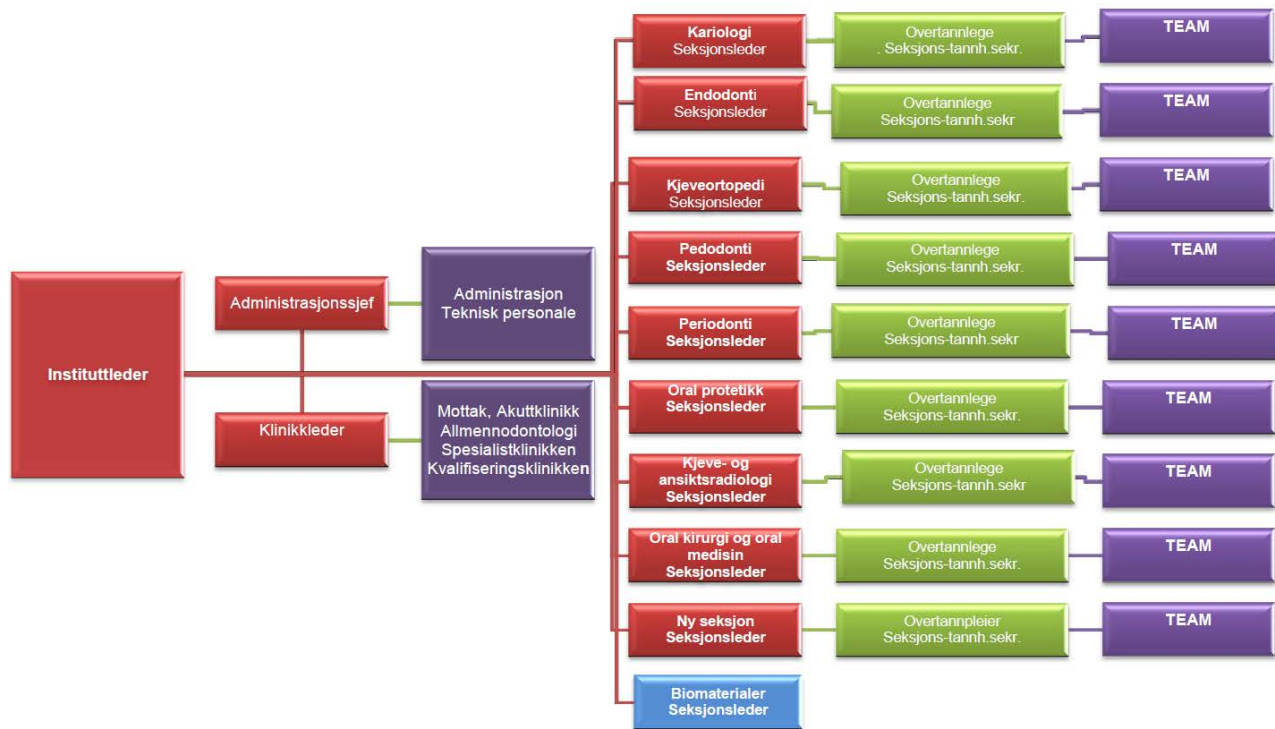 Instituttleder
Administrasjonssjef
Administrasjon
Teknisk personale
Klinikkleder
Mottak, Akuttklinikk
Allmennodontologi
Spesialistklinikken
Kvalifiseringsklinikken
Kariologi
Seksjonsleder
Overtannlege
. Seksjons-tannh.sekr.
TEAM
Endodonti
Seksjonsleder
Overtannlege
Seksjons-tannh.sekr
TEAM
Kjeveortopedi
Seksjonsleder
Overtannlege
Seksjons-tannh.sekr.
TEAM
Pedodonti
Seksjonsleder
Overtannlege
Seksjons-tannh.sekr.
TEAM
Periodonti
Seksjonsleder
Overtannlege
Seksjons-tannh.sekr.
TEAM
Oral protetikk
Seksjonsleder
Overtannlege
Seksjons-tannh.sekr.
TEAM
Kjeve- og
ansiktsradiologi
Seksjonsleder
Overtannlege
Seksjons-tannh.sekr
TEAM
Oral kirurgi og oral
medisin
Seksjonsleder
Overtannlege
Seksjons-tannh.sekr.
TEAM
Ny seksjon
Seksjonsleder
Overtannpleier
Seksjons-tannh.sekr.
TEAM
Biomaterialer
Seksjonsleder